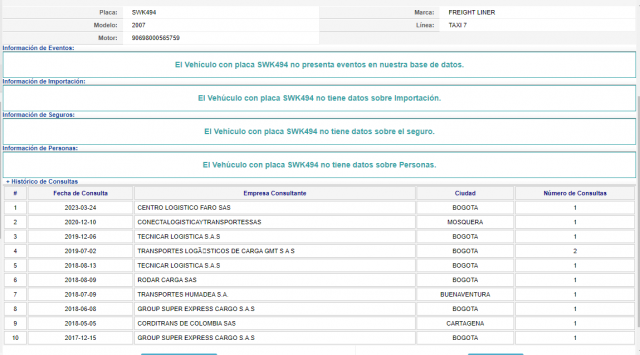 Placa: SWK494 Marca: FREIGHT LINER
Modelo: 2007 Línea: TAXI 7
Motor: 90698000585759
Información de Eventos:
El Vehículo con placa SWK494 no presenta eventos en nuestra base de datos.
Información de Importación:
El Vehúculo con placa SWK494 no tiene datos sobre Importación.
Información de Seguros:
El Vehículo con placa SWK494 no tiene datos sobre el seguro.
Información de Personas:
El Vehículo con placa SWK494 no tiene datos sobre Personas.
+ Histórico de Consultas
# Fecha de Consulta Empresa Consultante Ciudad Número de Consultas
1 2023-03-24 CENTRO LOGISTICO FARO SAS BOGOTA 1
2 2020-12-10 CONECTALOGISTICAYTRANSPORTESSAS MOSQUERA 1
3 2019-12-06 TECNICAR LOGISTICA S.A.S BOGOTA 1
4 2019-07-02 TRANSPORTES LOGÃSTICOS DE CARGA GMT S A S BOGOTA 2
5 2018-08-13 TECNICAR LOGISTICA S.A.S BOGOTA 1
6 2018-08-09 RODAR CARGA SAS BOGOTA 1
7 2018-07-09 TRANSPORTES HUMADEA S.A. BUENAVENTURA 1
8 2018-06-08 GROUP SUPER EXPRESS CARGO S A S BOGOTA 1
9 2018-05-05 CORDITRANS DE COLOMBIA SAS CARTAGENA 1
10 2017-12-15 GROUP SUPER EXPRESS CARGO S A S BOGOTA 1